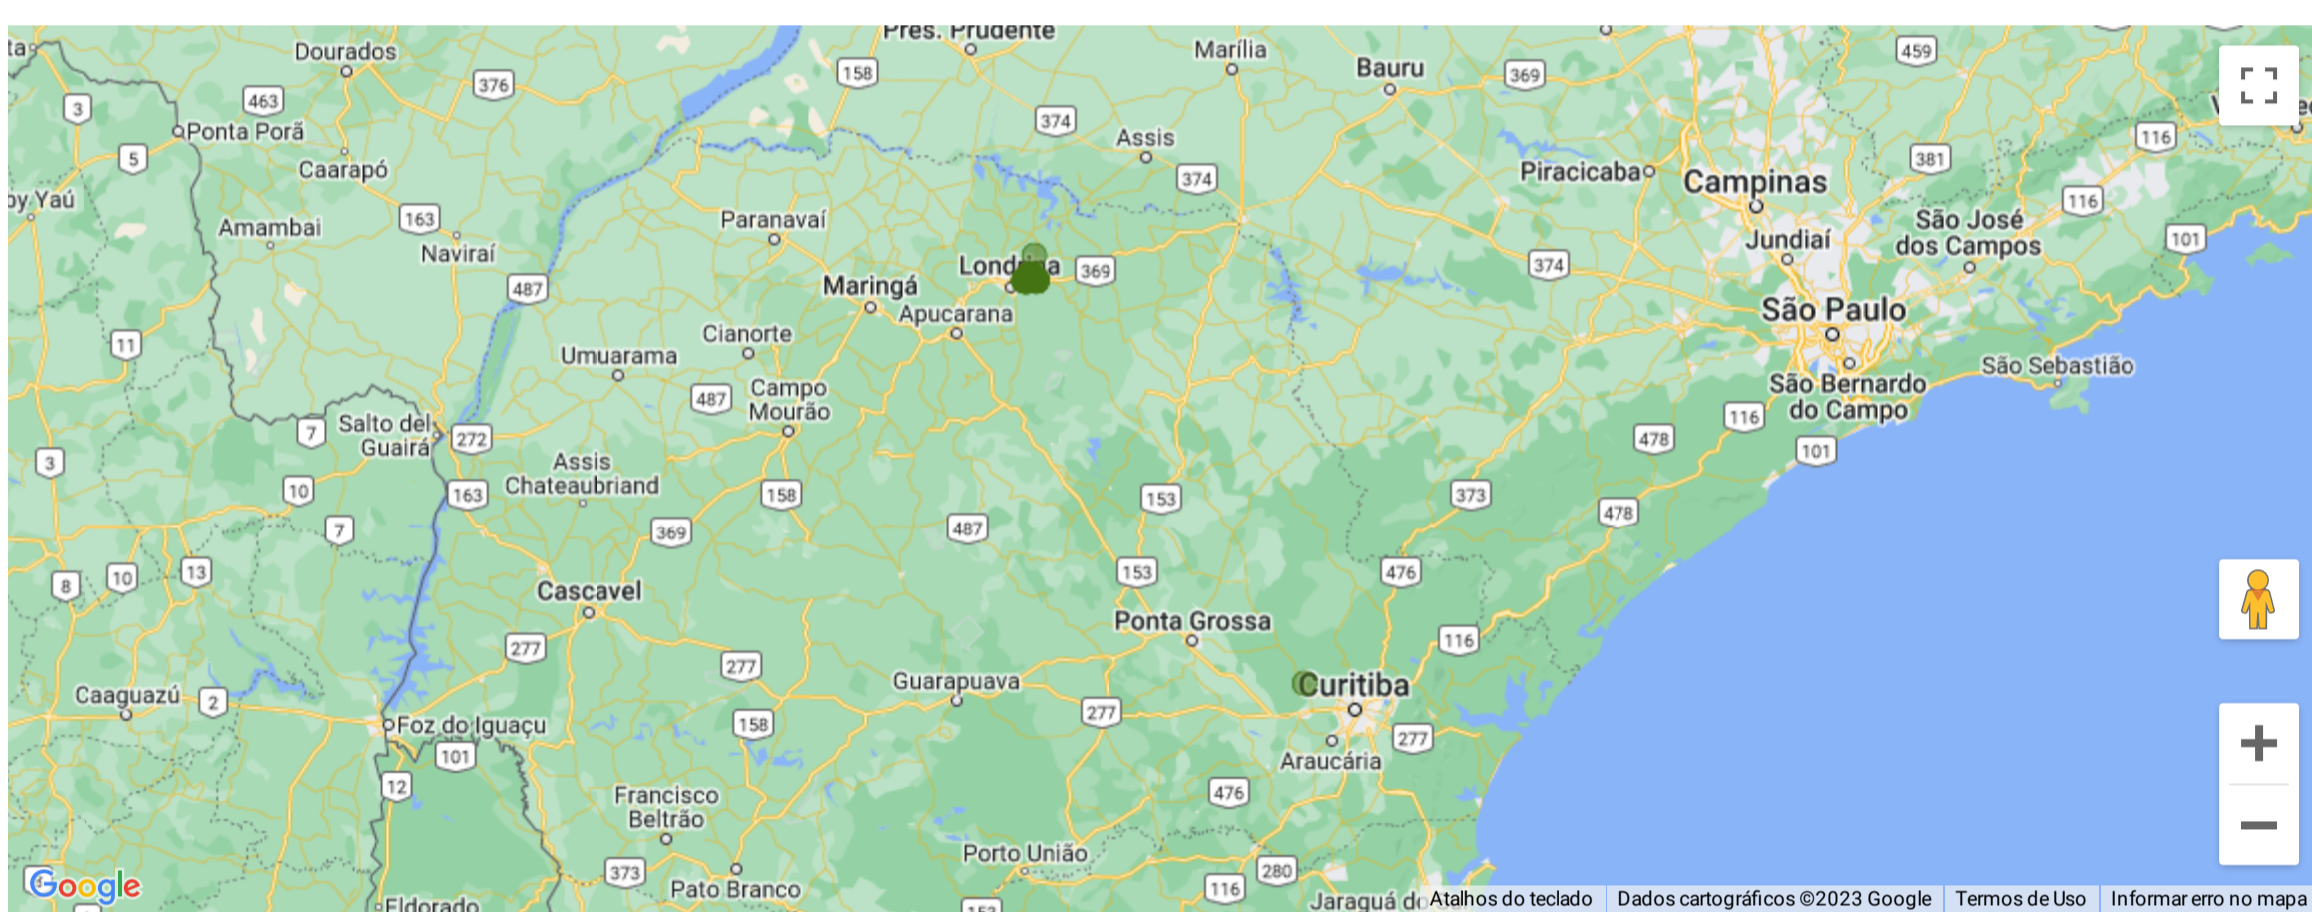 Pres. Prudente
Dourados
Marília
459
158
Bauru
369
376
463
3
374
Ponta Porã
Assis
116
5
381
Caarapó
Piracicaba
374
Campinas
163
Paranavaí
116
Amambai
São José
dos Campos
Jundiaí
101
Naviraí
Londrina
369
374
487
Maringá
Apucarana
São Paulo
Cianorte
11
Umuarama
São Sebastião
Campo
Mourão
487
São Bernardo
do Campo
116
Salto del
Guairá
7
272
478
101
3
Assis
Chateaubriand
10
163
158
153
373
478
7
369
487
13
10
8
153
476
Cascavel
Ponta Grossa
277
116
277
Caaguazú
2
Guarapuava
Curitiba
277
158
Foz do Iguaçu
277
101
Araucária
12
Francisco
Beltrão
476
Porto União
373
280
116
Pato Branco
Google
Eldorado
153
Jaraguá do
Atalhos do teclado
Dados cartográficos ©2023 Google
Termos de Uso
Informar erro no mapa